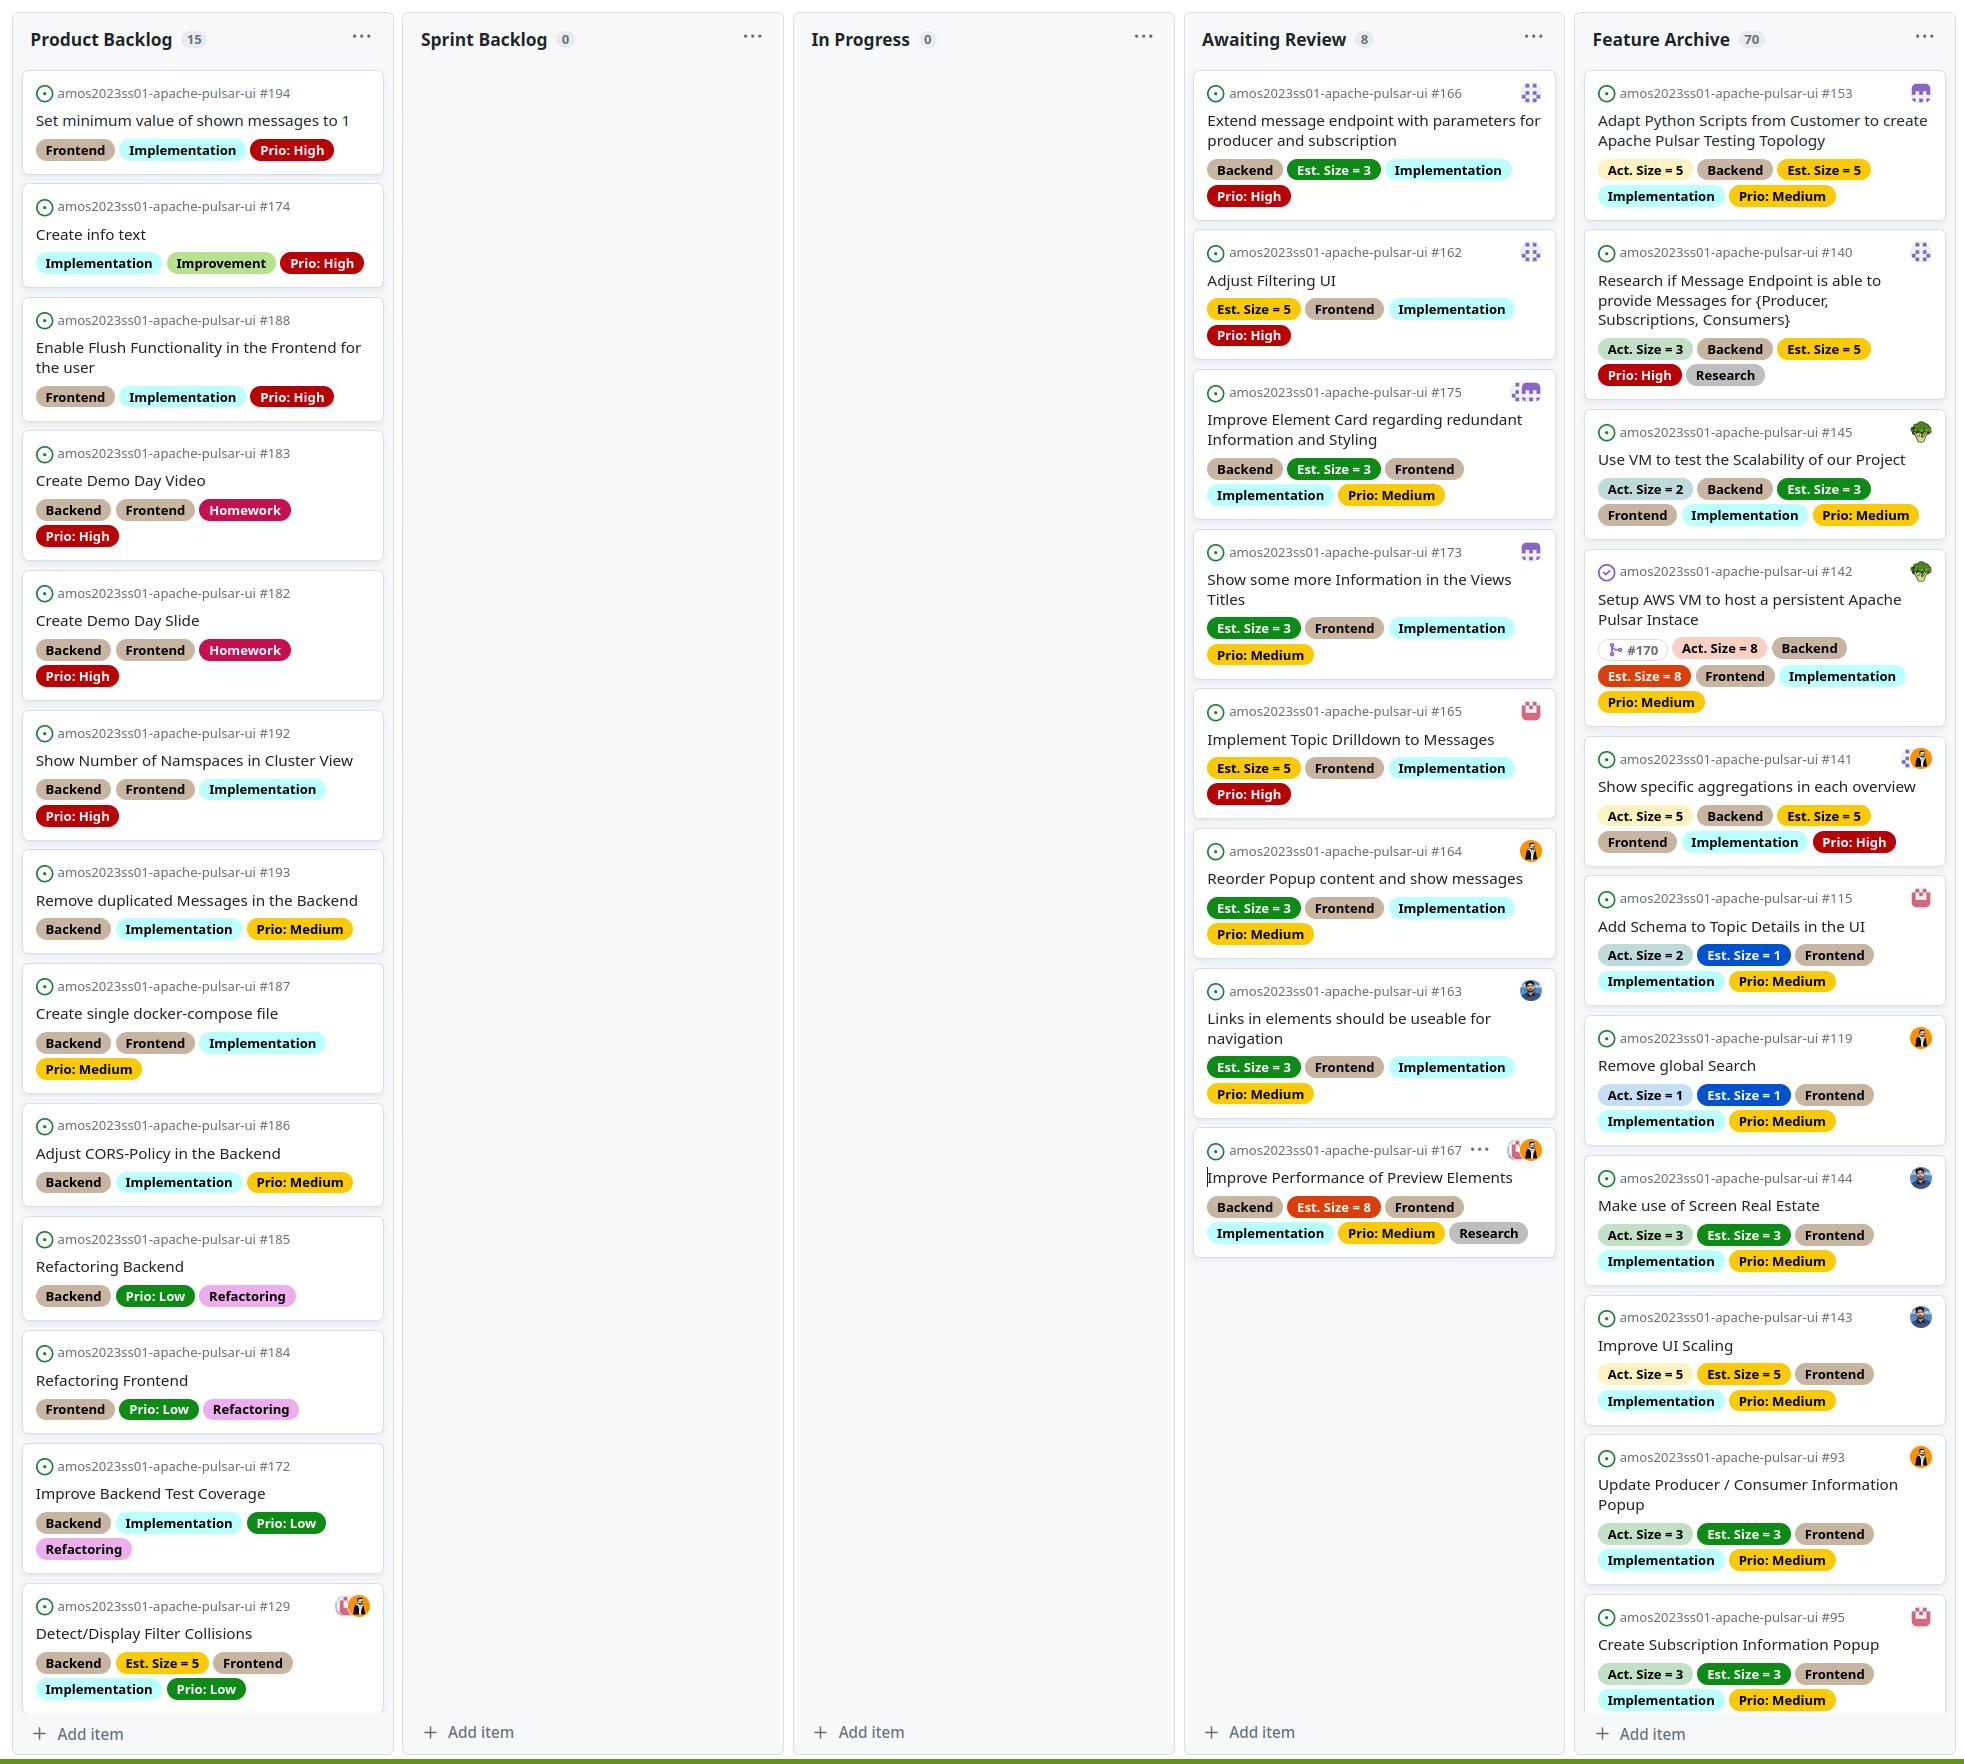 Product Backlog 15
amos2023ss01-apache-pulsar-ui #194
Set minimum value of shown messages to 1
Frontend Implementation Prio: High
amos2023ss01-apache-pulsar-ui #174
Create info text
Implementation Improvement Prio: High
amos2023ss01-apache-pulsar-ui #188
Enable Flush Functionality in the Frontend for
the user
Frontend Implementation Prio: High
amos2023ss01-apache-pulsar-ui #183
Create Demo Day Video
Backend Frontend Homework
Prio: High
amos2023ss01-apache-pulsar-ui #182
Create Demo Day Slide
Backend Frontend Homework
Prio: High
amos2023ss01-apache-pulsar-ui #192
Show Number of Namspaces in Cluster View
Backend Frontend Implementation
Prio: High
amos2023ss01-apache-pulsar-ui #193
Remove duplicated Messages in the Backend
Backend Implementation Prio: Medium
amos2023ss01-apache-pulsar-ui #187
Create single docker-compose file
Backend Frontend Implementation
Prio: Medium
amos2023ss01-apache-pulsar-ui #186
Adjust CORS-Policy in the Backend
Backend Implementation Prio: Medium
amos2023ss01-apache-pulsar-ui #185
Refactoring Backend
Backend Prio: Low Refactoring
amos2023ss01-apache-pulsar-ui #184
Refactoring Frontend
Frontend Prio: Low Refactoring
amos2023ss01-apache-pulsar-ui #172
Improve Backend Test Coverage
Backend Implementation Prio: Low
Refactoring
amos2023ss01-apache-pulsar-ui #129
Detect/Display Filter Collisions
Backend Est. Size = 5 Frontend
Implementation Prio: Low
Add item
Sprint Backlog 0
Add item
In Progress 0
Add item
Awaiting Review 8
amos2023ss01-apache-pulsar-ui #166
Extend message endpoint with parameters for
producer and subscription
Backend Est. Size = 3 Implementation
Prio: High
amos2023ss01-apache-pulsar-ui #162
Adjust Filtering UI
Est. Size = 5 Frontend Implementation
Prio: High
amos2023ss01-apache-pulsar-ui #175
Improve Element Card regarding redundant
Information and Styling
Backend Est. Size = 3 Frontend
Implementation Prio: Medium
amos2023ss01-apache-pulsar-ui #173
Show some more Information in the Views
Titles
Est. Size = 3 Frontend Implementation
Prio: Medium
amos2023ss01-apache-pulsar-ui #165
Implement Topic Drilldown to Messages
Est. Size = 5 Frontend Implementation
Prio: High
amos2023ss01-apache-pulsar-ui #164
Reorder Popup content and show messages
Est. Size = 3 Frontend Implementation
Prio: Medium
amos2023ss01-apache-pulsar-ui #163
Links in elements should be useable for
navigation
Est. Size = 3 Frontend Implementation
Prio: Medium
amos2023ss01-apache-pulsar-ui #167
Improve Performance of Preview Elements
Backend Est. Size = 8 Frontend
Implementation Prio: Medium Research
Add item
Feature Archive 70
amos2023ss01-apache-pulsar-ui #153
Adapt Python Scripts from Customer to create
Apache Pulsar Testing Topology
Act. Size = 5 Backend Est. Size = 5
Implementation Prio: Medium
amos2023ss01-apache-pulsar-ui #140
Research if Message Endpoint is able to
provide Messages for {Producer,
Subscriptions, Consumers}
Act. Size = 3 Backend Est. Size = 5
Prio: High Research
amos2023ss01-apache-pulsar-ui #145
Use VM to test the Scalability of our Project
Act. Size = 2 Backend Est. Size = 3
Frontend Implementation Prio: Medium
amos2023ss01-apache-pulsar-ui #142
Setup AWS VM to host a persistent Apache
Pulsar Instace
#170 Act. Size = 8 Backend
Est. Size = 8 Frontend Implementation
Prio: Medium
amos2023ss01-apache-pulsar-ui #141
Show specific aggregations in each overview
Act. Size = 5 Backend Est. Size = 5
Frontend Implementation Prio: High
amos2023ss01-apache-pulsar-ui #115
Add Schema to Topic Details in the UI
Act. Size = 2 Est. Size = 1 Frontend
Implementation Prio: Medium
amos2023ss01-apache-pulsar-ui #119
Remove global Search
Act. Size = 1 Est. Size = 1 Frontend
Implementation Prio: Medium
amos2023ss01-apache-pulsar-ui #144
Make use of Screen Real Estate
Act. Size = 3 Est. Size = 3 Frontend
Implementation Prio: Medium
amos2023ss01-apache-pulsar-ui #143
Improve UI Scaling
Act. Size = 5 Est. Size = 5 Frontend
Implementation Prio: Medium
amos2023ss01-apache-pulsar-ui #93
Update Producer / Consumer Information
Popup
Act. Size = 3 Est. Size = 3 Frontend
Implementation Prio: Medium
amos2023ss01-apache-pulsar-ui #95
Create Subscription Information Popup
Act. Size = 3 Est. Size = 3 Frontend
Implementation Prio: Medium
Add item